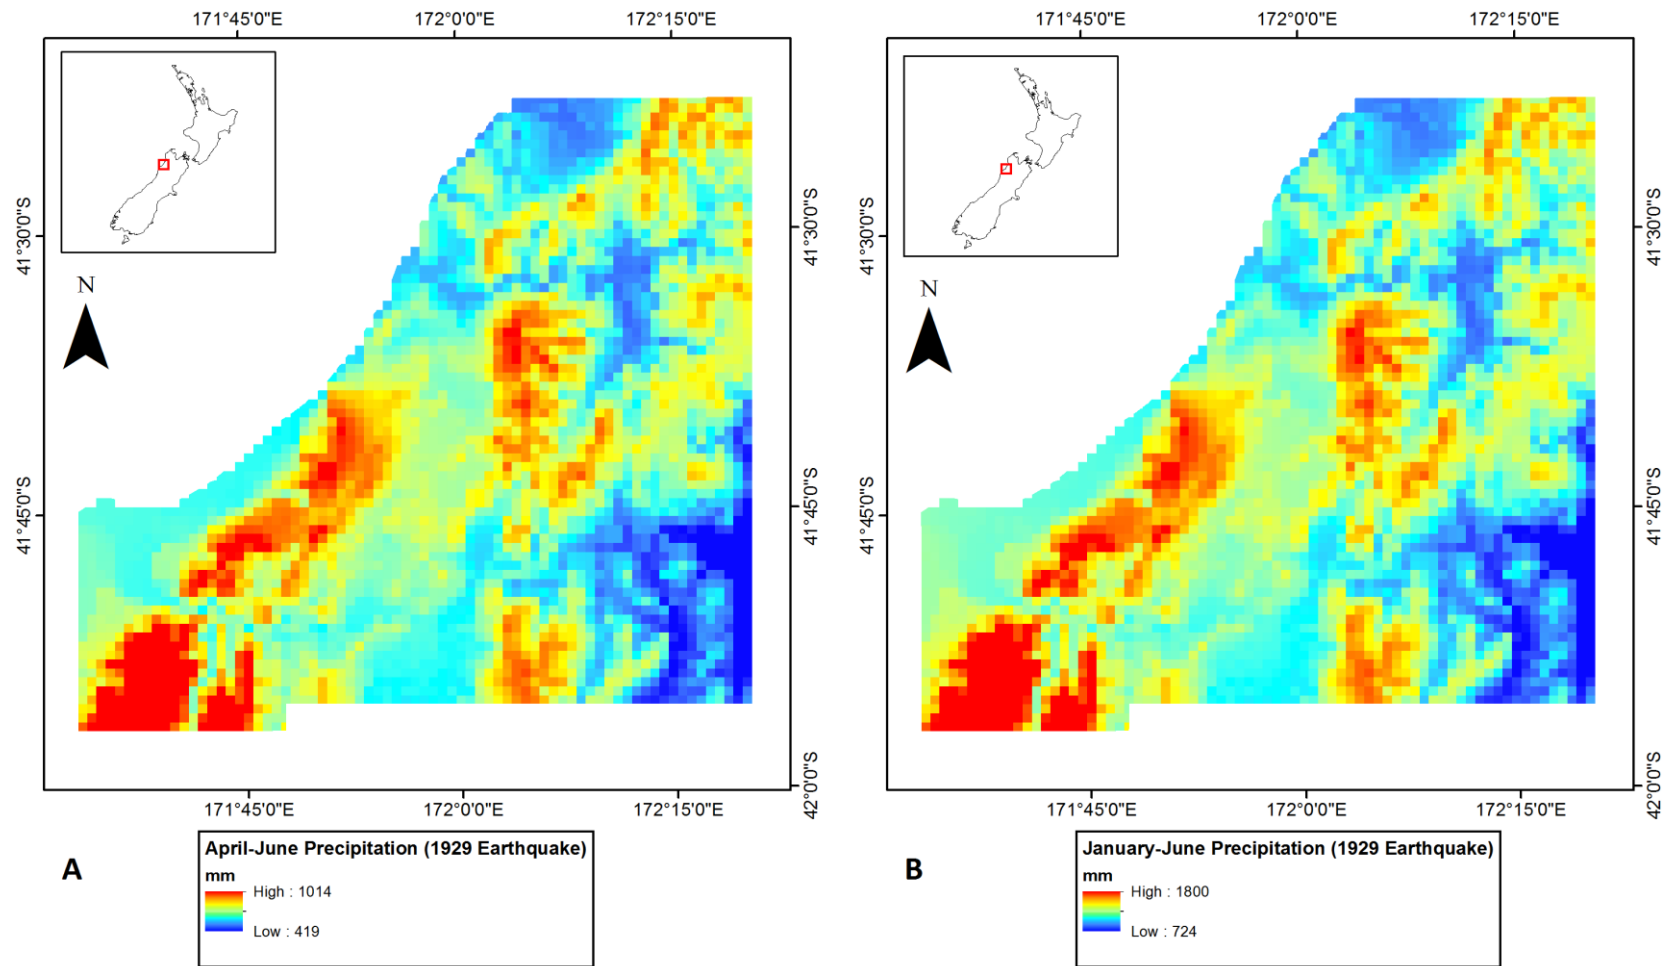 171°45'0"E 172°0'0"E 172°15'0"E
41°30'0"S
41°30'0"S
N
41°45'0"S
41°45'0"S
42°0'0"S
171°45'0"E 172°0'0"E 172°15'0"E
A
April-June Precipitation (1929 Earthquake)
mm
High : 1014
Low : 419
171°45'0"E 172°0'0"E 172°15'0"E
41°30'0"S
41°30'0"S
N
41°45'0"S
41°45'0"S
42°0'0"S
171°45'0"E 172°0'0"E 172°15'0"E
B
January-June Precipitation (1929 Earthquake)
mm
High : 1800
Low : 724